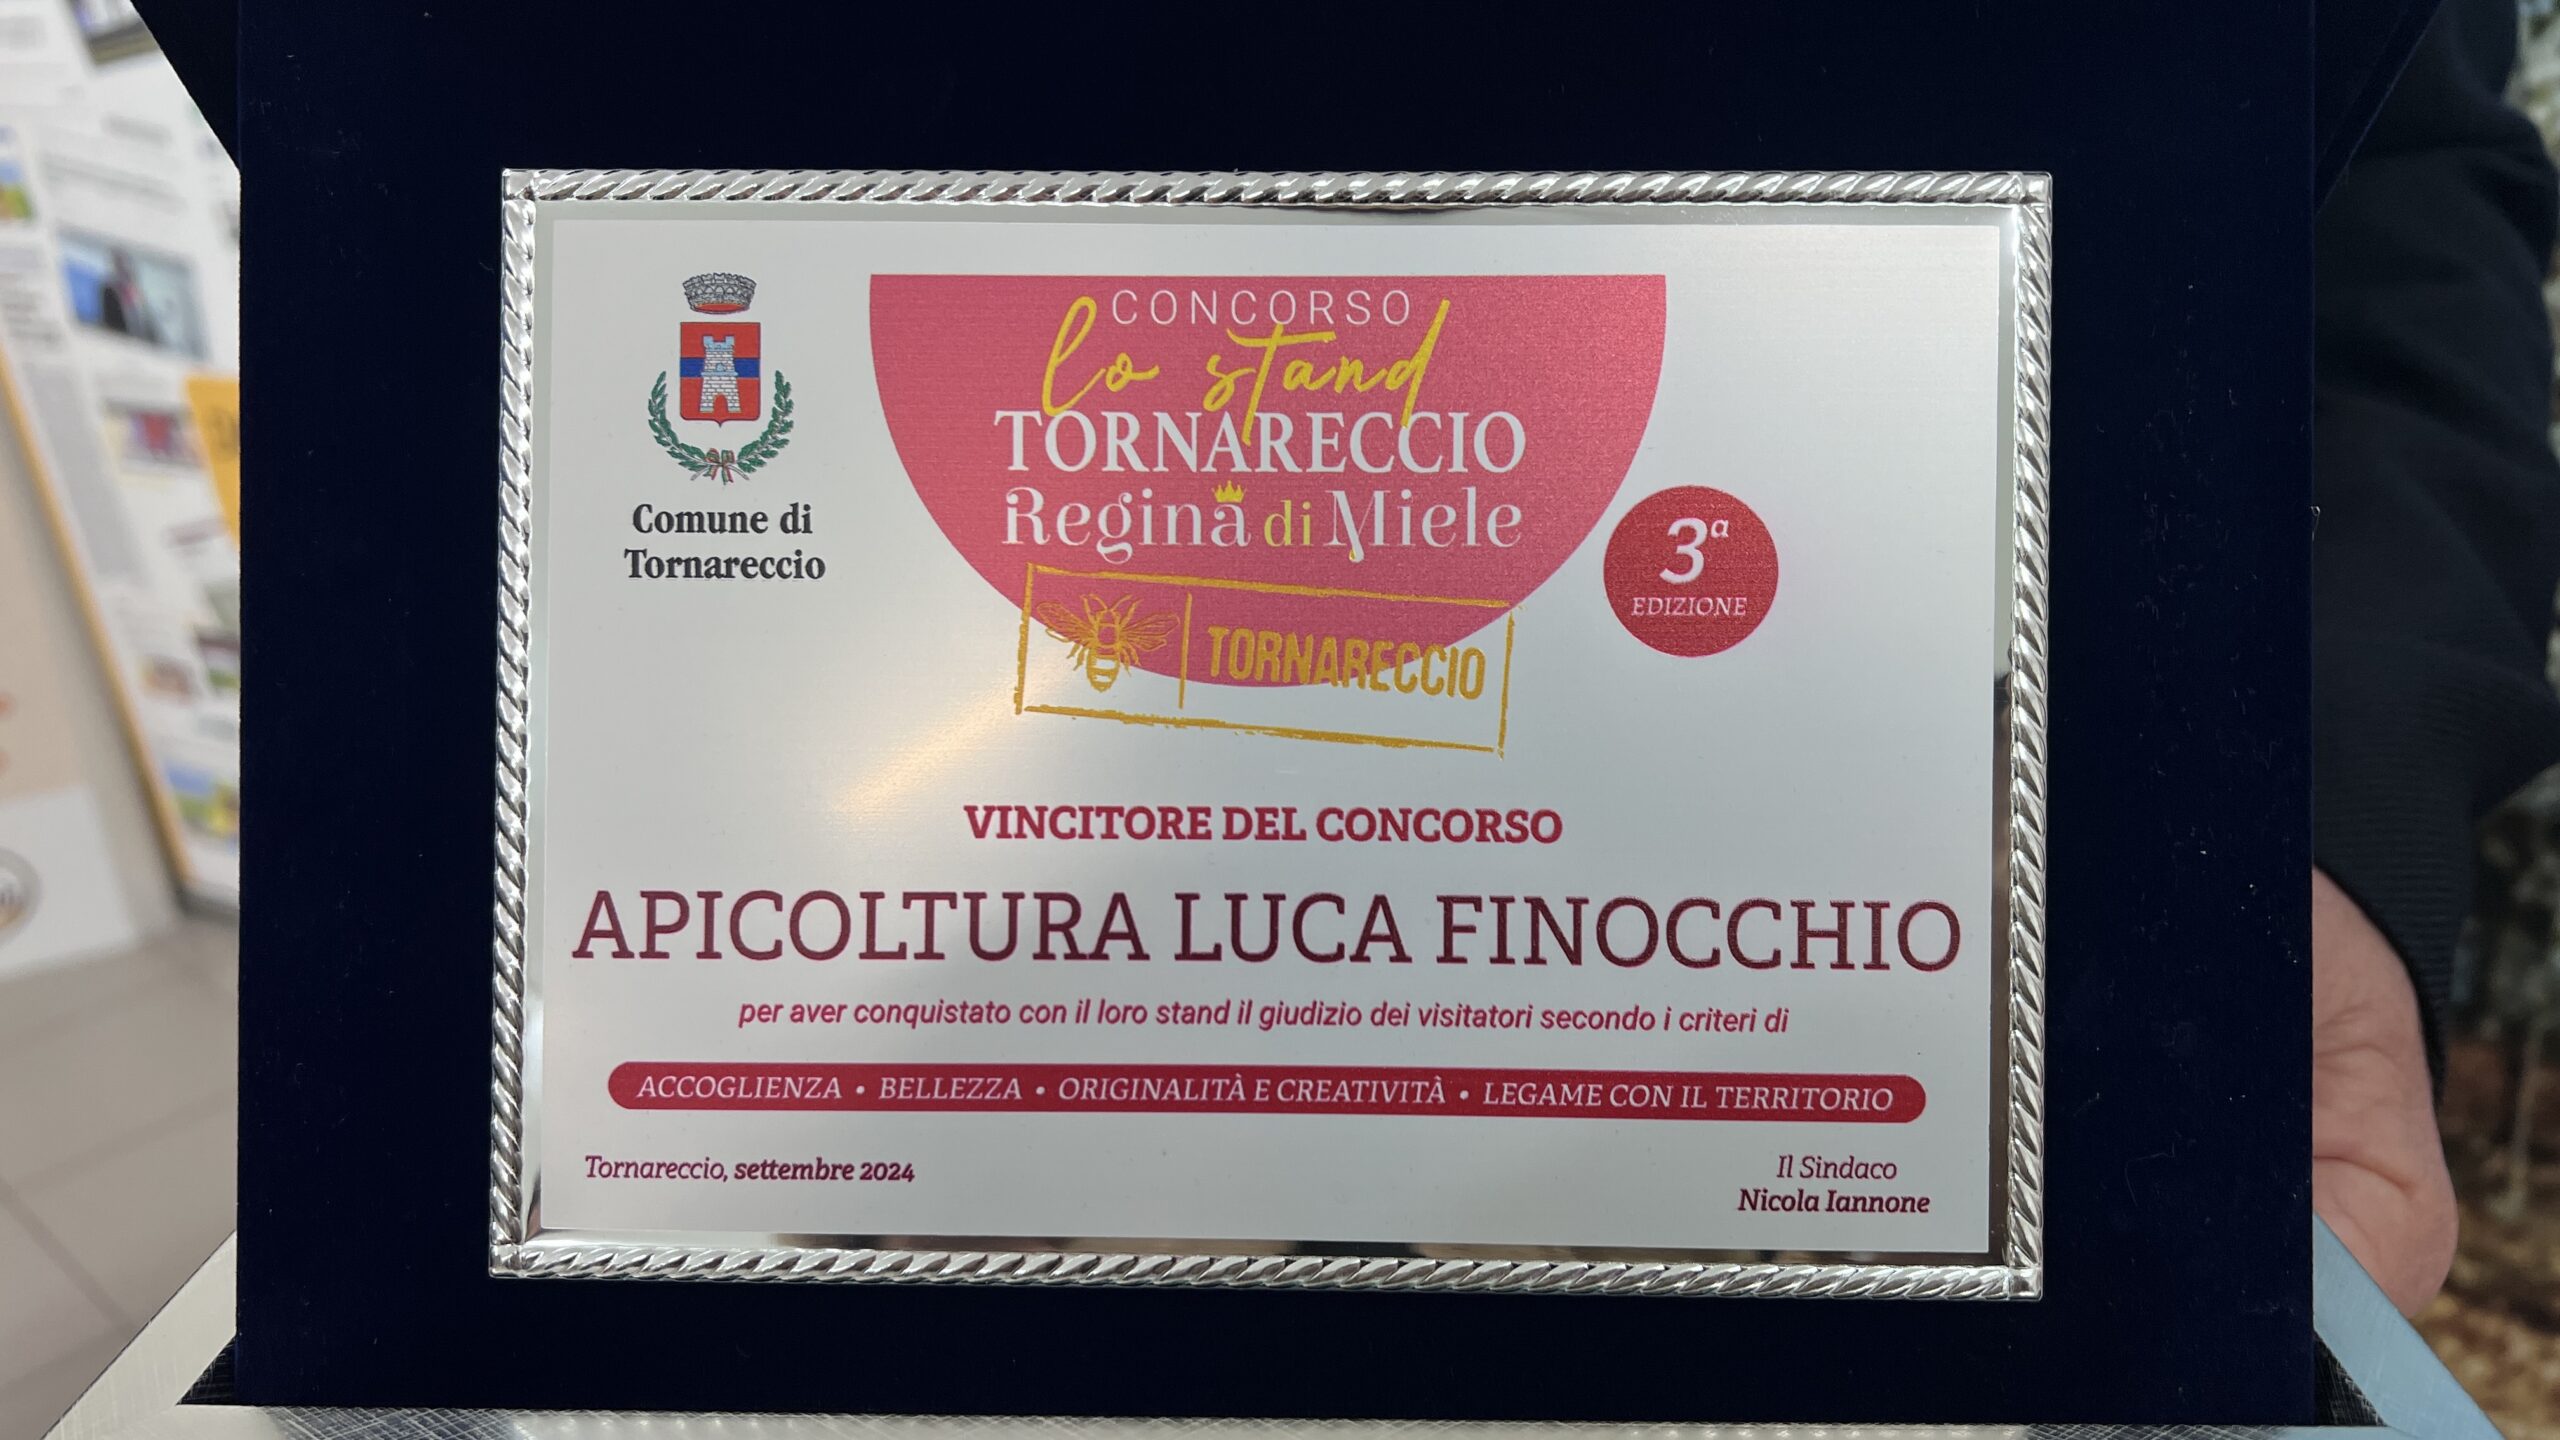 Comune di
Tornareccio
CONCORSO
lo stand
TORNARECCIO
Regina di Miele
TORNARECCIO
3ª
EDIZIONE
VINCITORE DEL CONCORSO
APICOLTURA LUCA FINOCCHIO
per aver conquistato con il loro stand il giudizio dei visitatori secondo i criteri di
ACCOGLIENZA • BELLEZZA • ORIGINALITÀ E CREATIVITÀ • LEGAME CON IL TERRITORIO
Tornareccio, settembre 2024
Il Sindaco
Nicola Iannone